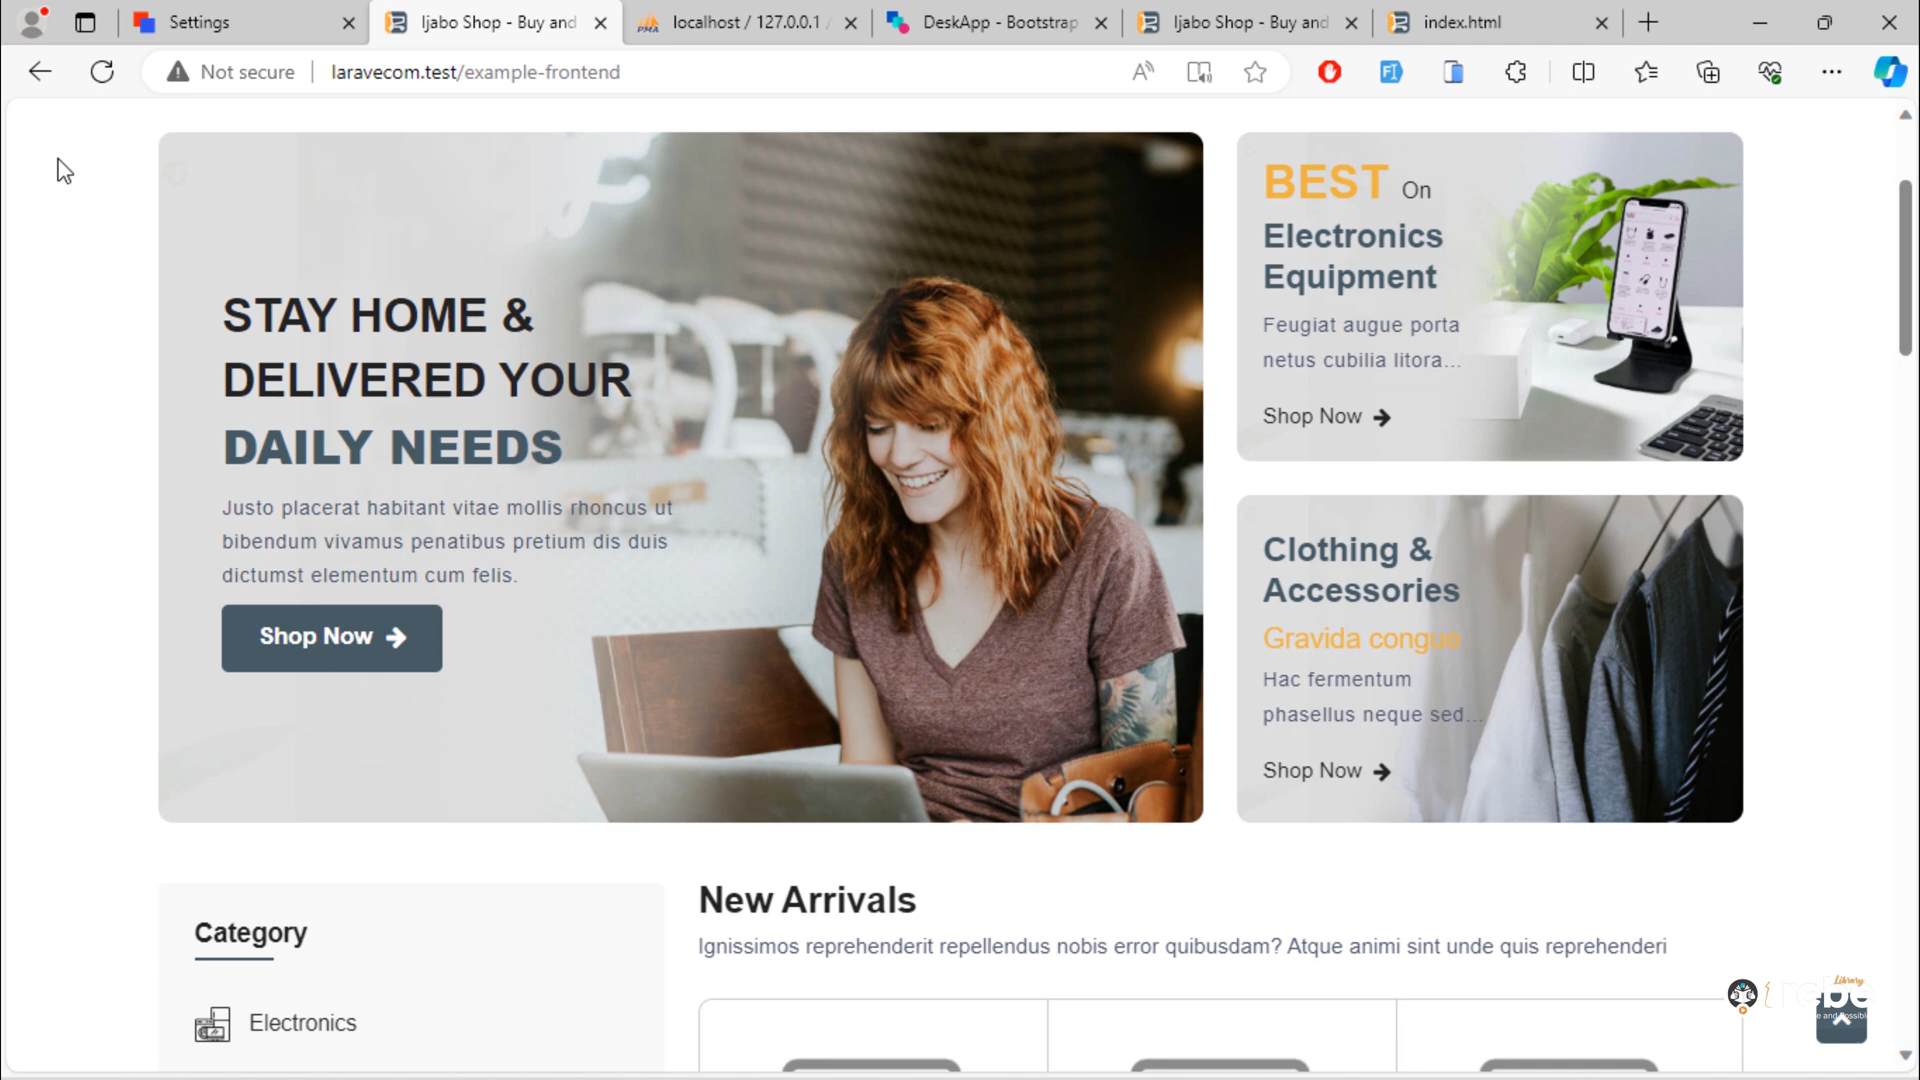 Settings
Ijabo Shop - Buy and
localhost / 127.0.0.1 /
DeskApp - Bootstrap
Ijabo Shop - Buy and
index.html
Not secure
laravecom.test/example-frontend
STAY HOME &
DELIVERED YOUR
DAILY NEEDS
Justo placerat habitant vitae mollis rhoncus ut
bibendum vivamus penatibus pretium dis duis
dictumst elementum cum felis.
Shop Now
BEST On
Electronics
Equipment
Feugiat augue porta
netus cubilia litora...
Shop Now
Clothing &
Accessories
Gravida congue
Hac fermentum
phasellus neque sed...
Shop Now
Category
Electronics
New Arrivals
Ignissimos reprehenderit repellendus nobis error quibusdam? Atque animi sint unde quis reprehenderi
Library